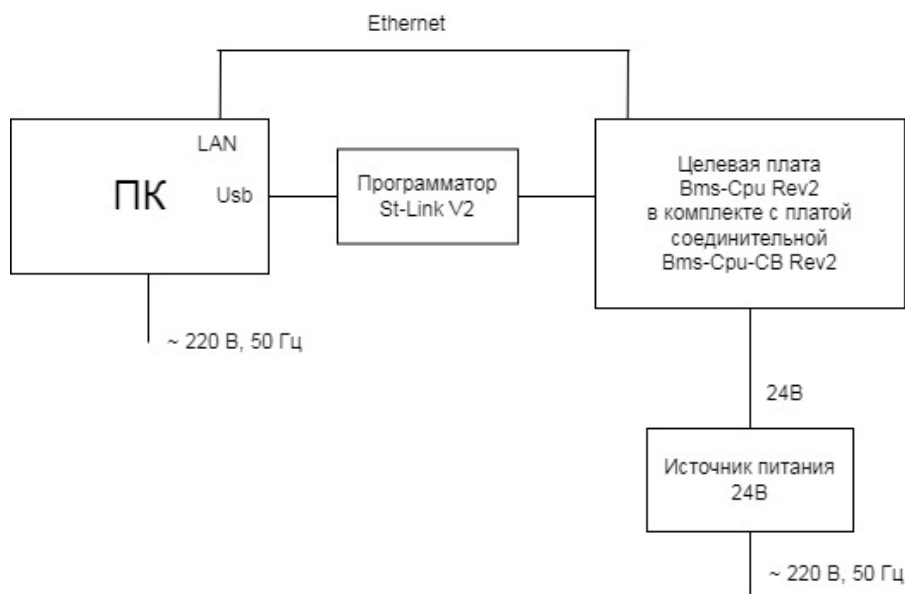 Ethernet
LAN
ПК
Usb
Программатор
St-Link V2
Целевая плата
Bms-Cpu Rev2
в комплекте с платой
соединительной
Bms-Cpu-CB Rev2
~ 220 В, 50 Гц
24В
Источник питания
24В
~ 220 В, 50 Гц